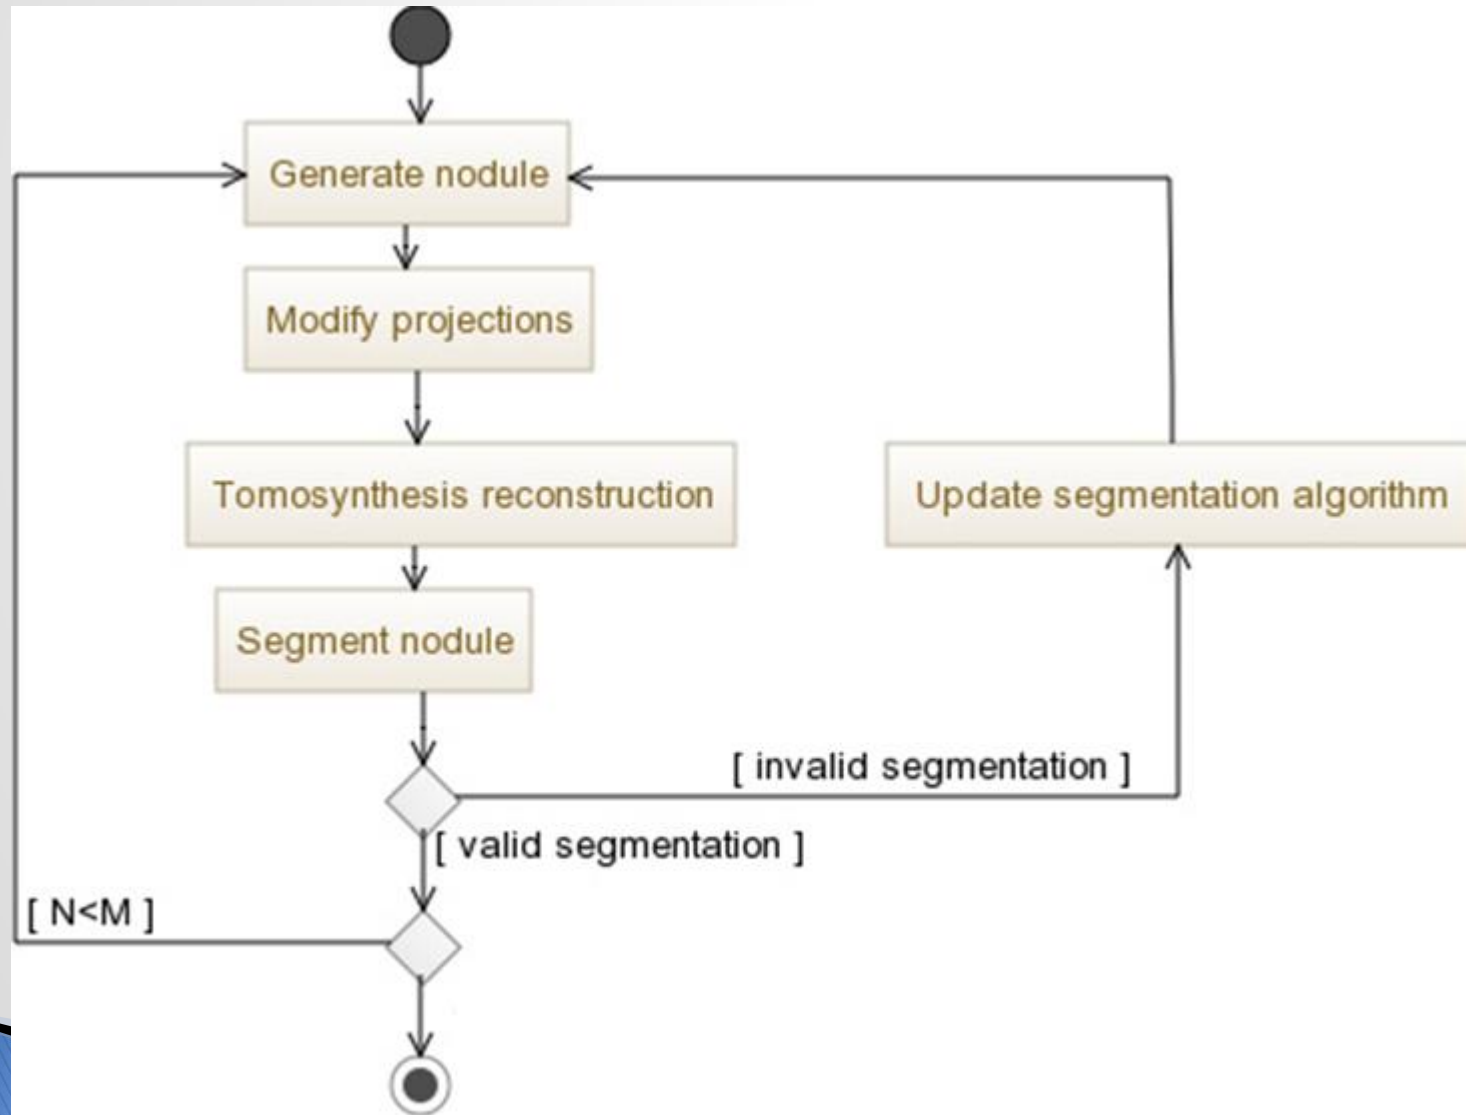 Generate nodule
Modify projections
Tomosynthesis reconstruction
Update segmentation algorithm
Segment nodule
[ invalid segmentation ]
[ valid segmentation ]
[ N<M ]